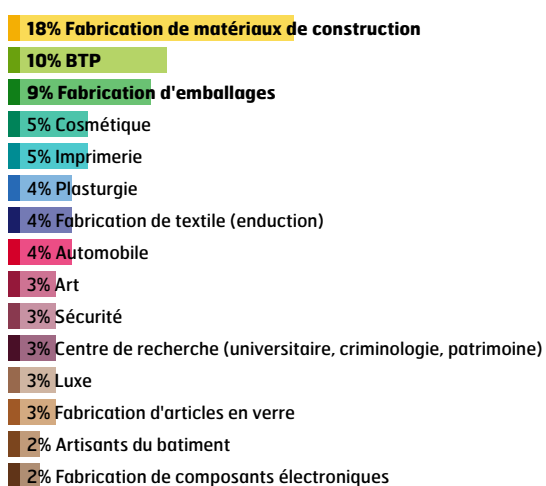 18% Fabrication de matériaux de construction
10% BTP
9% Fabrication d'emballages
5% Cosmétique
5% Imprimerie
4% Plasturgie
4% Fabrication de textile (enduction)
4% Automobile
3% Art
3% Sécurité
3% Centre de recherche (universitaire, criminologie, patrimoine)
3% Luxe
3% Fabrication d'articles en verre
2% Artisants du batiment
2% Fabrication de composants électroniques